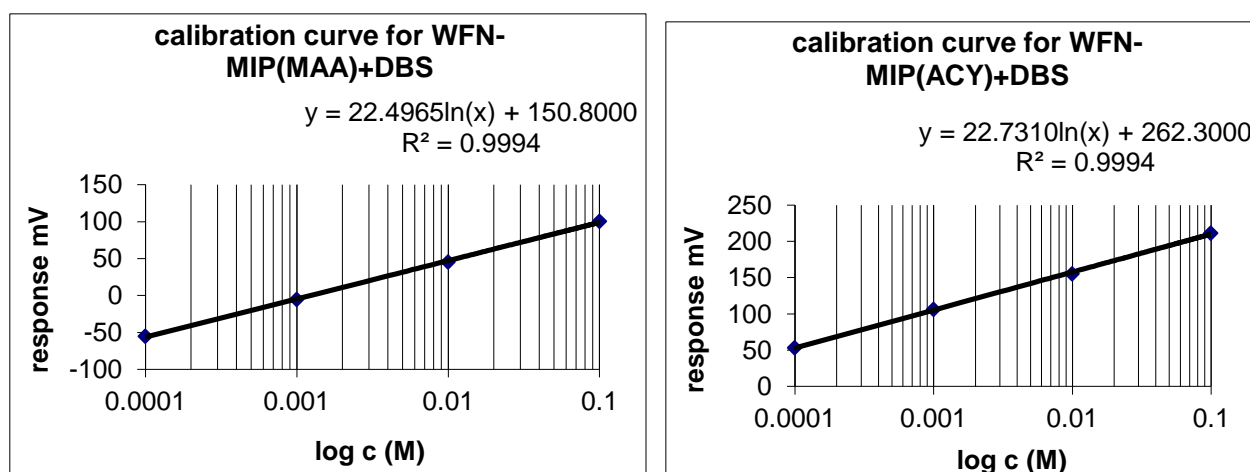 calibration curve for WFN-
MIP(MAA)+DBS
y = 22.4965ln(x) + 150.8000
R² = 0.9994
150
100
50
0
-50
-100
response mV
0.0001
0.001
0.01
0.1
log c (M)
calibration curve for WFN-
MIP(ACY)+DBS
y = 22.7310ln(x) + 262.3000
R² = 0.9994
250
200
150
100
50
0
response mV
0.0001
0.001
0.01
0.1
log c (M)